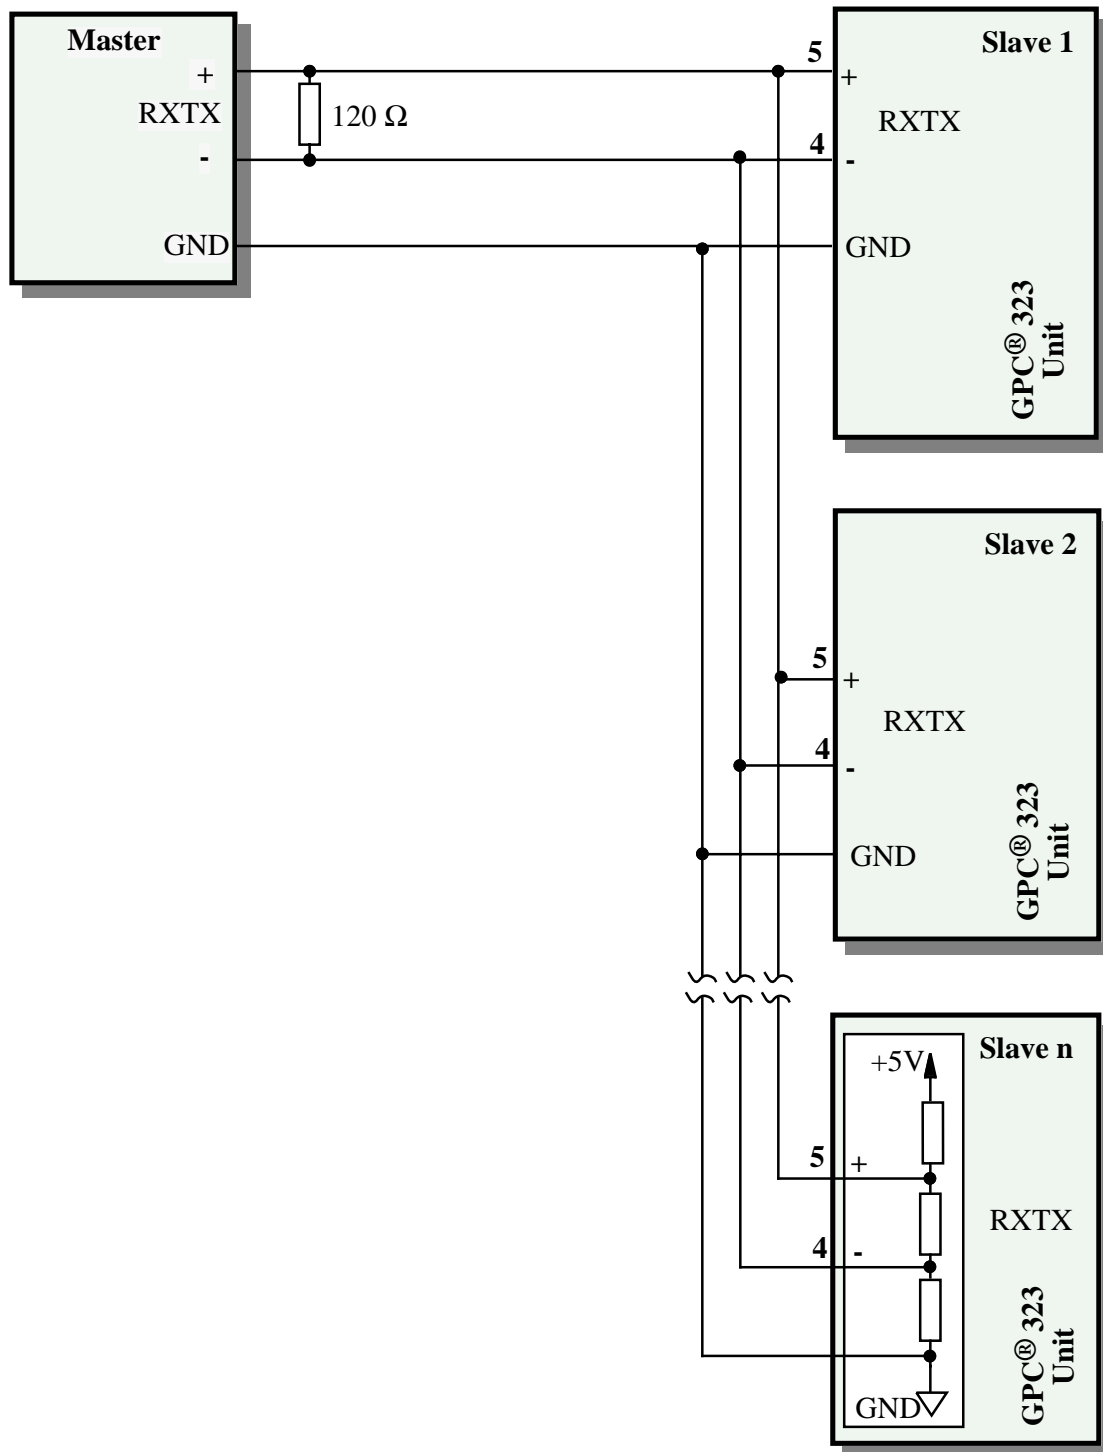 Master
+
RXTX
-
GND
120 Ω
5
4
Slave 1
+
RXTX
-
GND
GPC® 323
Unit
Slave 2
5
+
RXTX
4
-
GND
GPC® 323
Unit
Slave n
+5V
5
+
RXTX
4
-
GND
GPC® 323
Unit